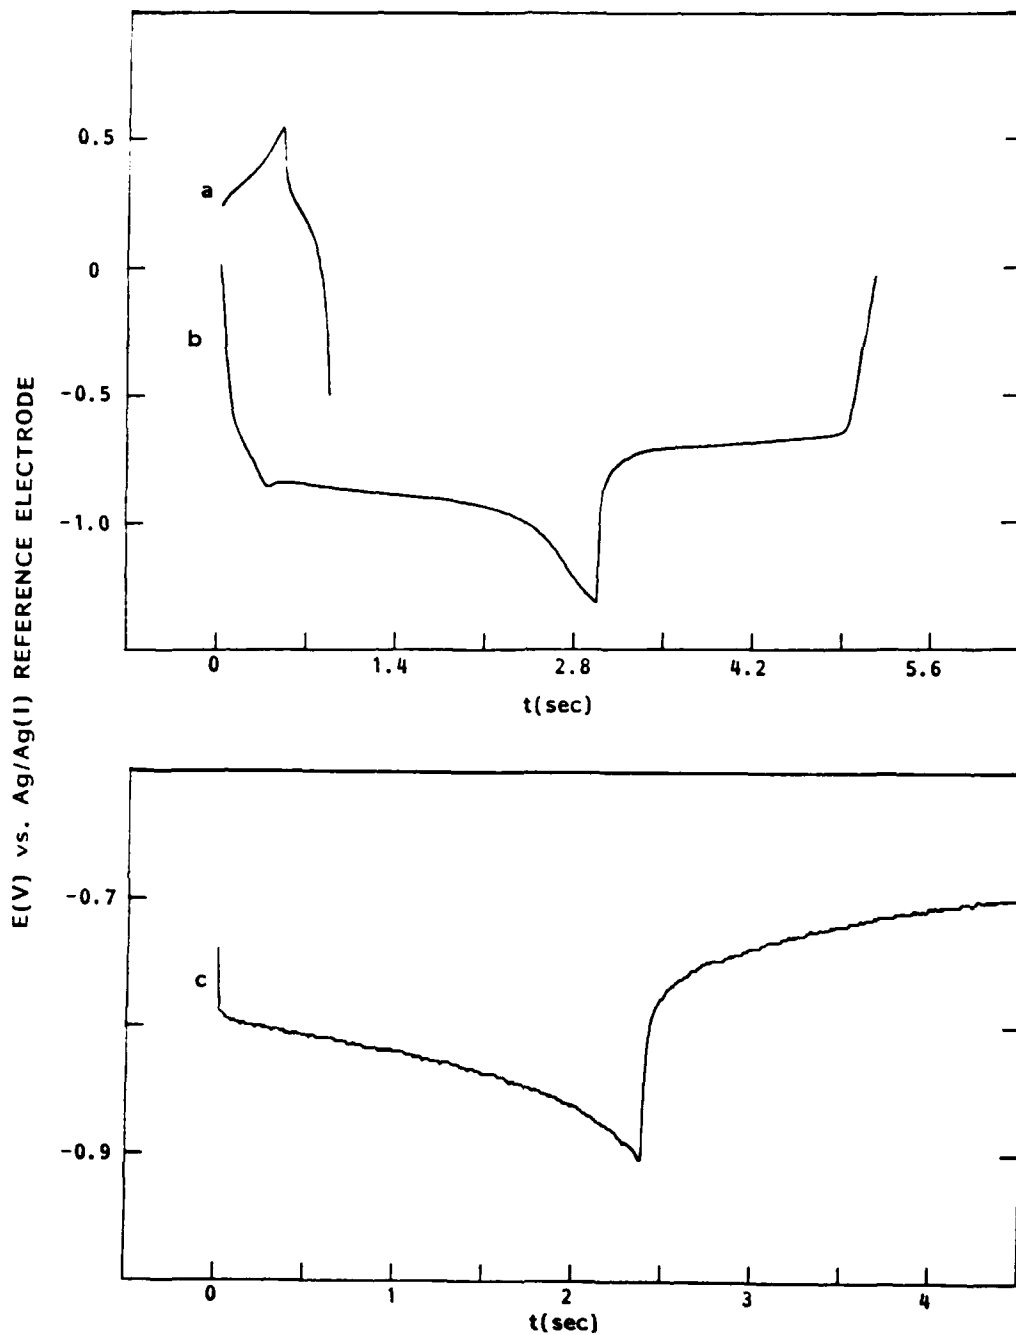 0.5
a
0
b
-0.5
-1.0
0 1.4 2.8 4.2 5.6
t(sec)
E(V) vs. Ag/Ag(I) REFERENCE ELECTRODE
-0.7
c
-0.9
0 1 2 3 4
t(sec)